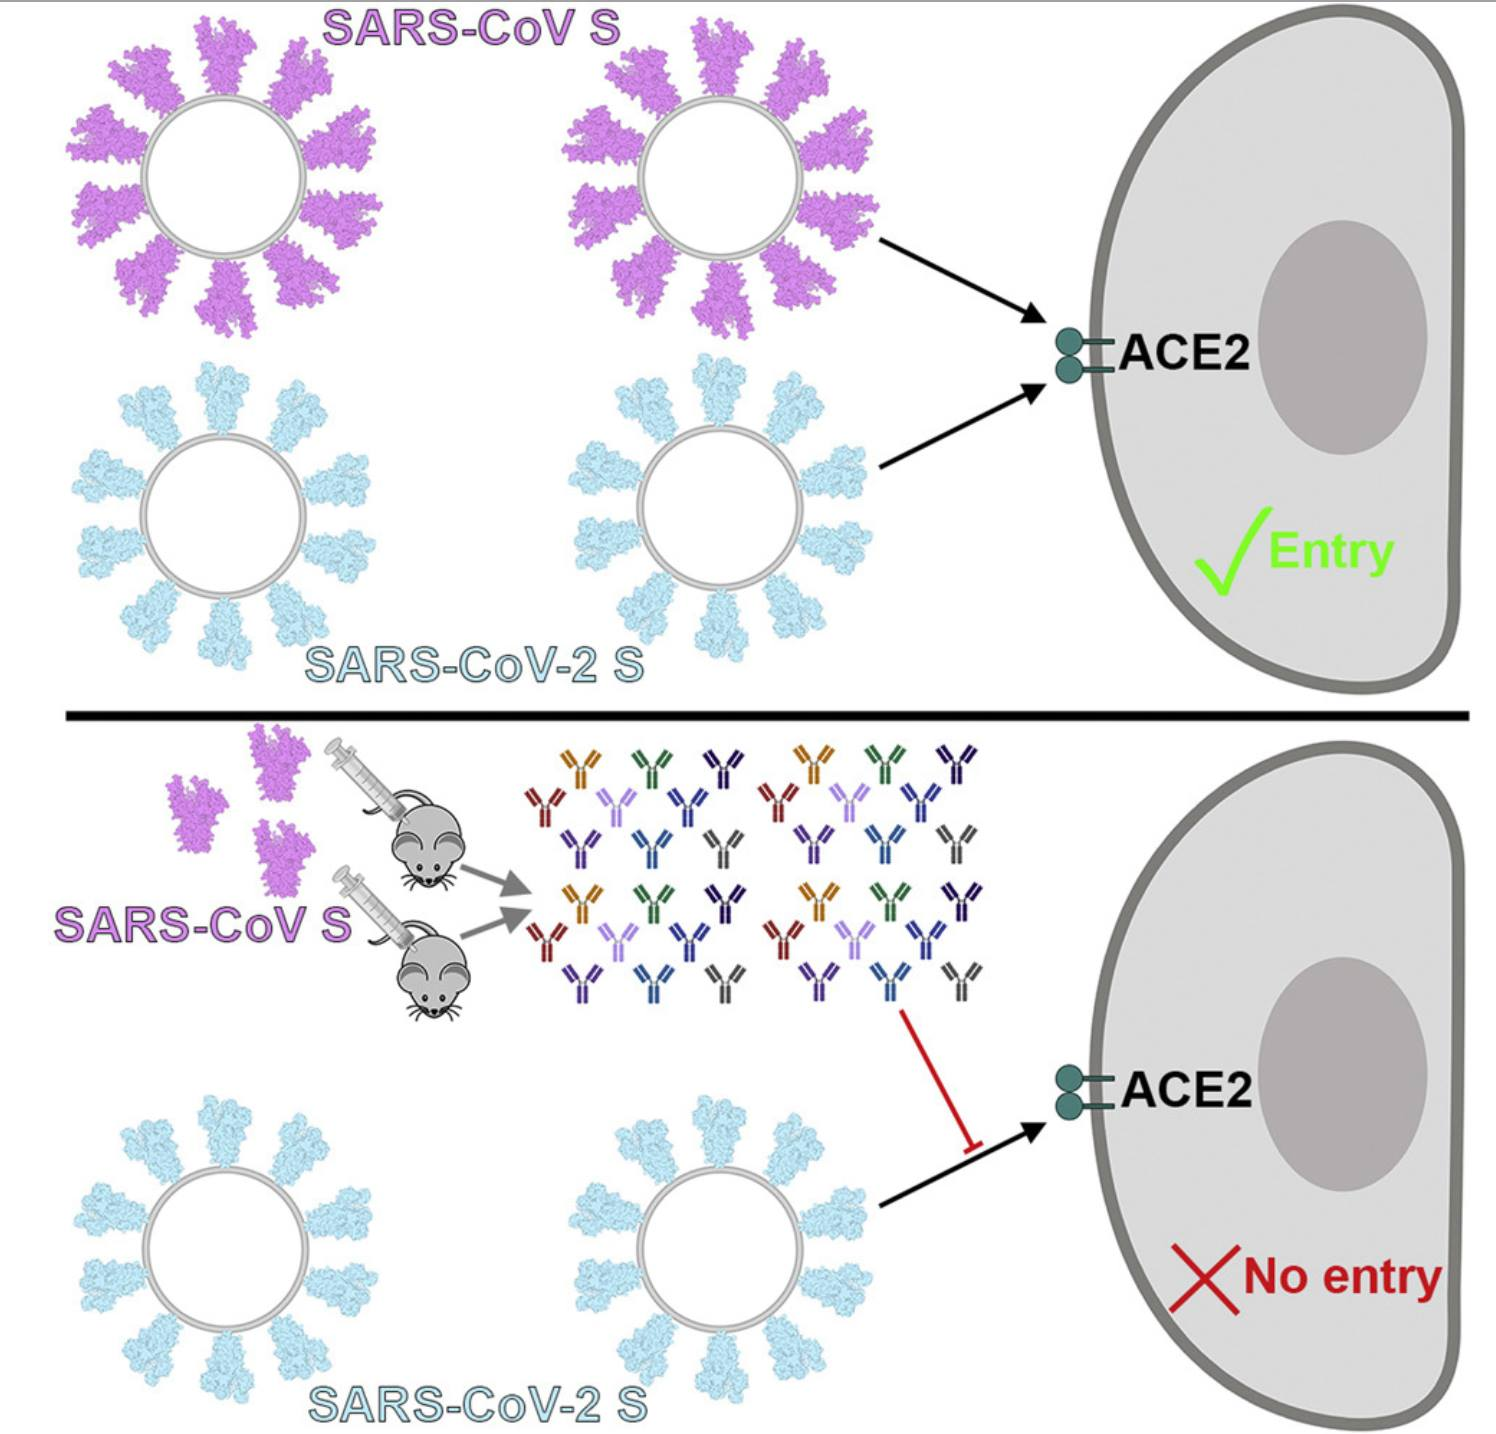 SARS-CoV S
ACE2
Entry
SARS-CoV-2 S
SARS-CoV S
ACE2
No entry
SARS-CoV-2 S